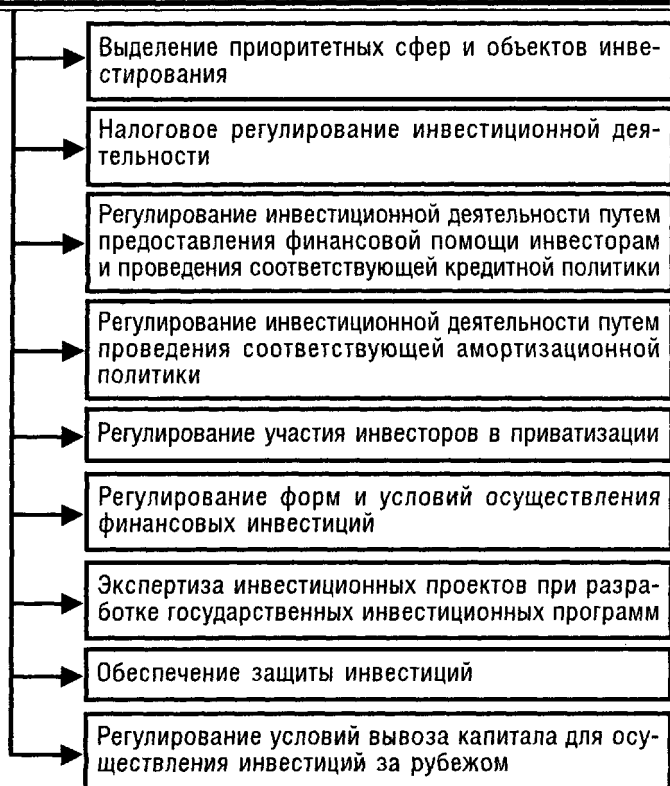 Выделение приоритетных сфер и объектов инве-
стирования
Налоговое регулирование инвестиционной дея-
тельности
Регулирование инвестиционной деятельности путем
предоставления финансовой помощи инвесторам
и проведения соответствующей кредитной политики
Регулирование инвестиционной деятельности путем
проведения соответствующей амортизационной
политики
Регулирование участия инвесторов в приватизации
Регулирование форм и условий осуществления
финансовых инвестиций
Экспертиза инвестиционных проектов при разра-
ботке государственных инвестиционных программ
Обеспечение защиты инвестиций
Регулирование условий вывоза капитала для осу-
ществления инвестиций за рубежом